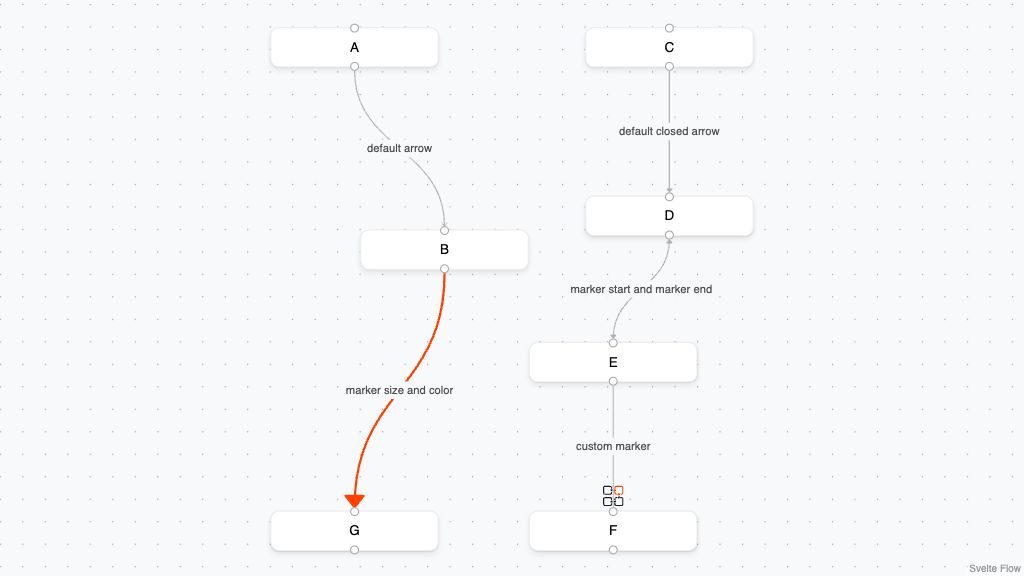 A
C
default closed arrow
default arrow
D
B
marker start and marker end
E
marker size and color
custom marker
G
F
Svelte Flow